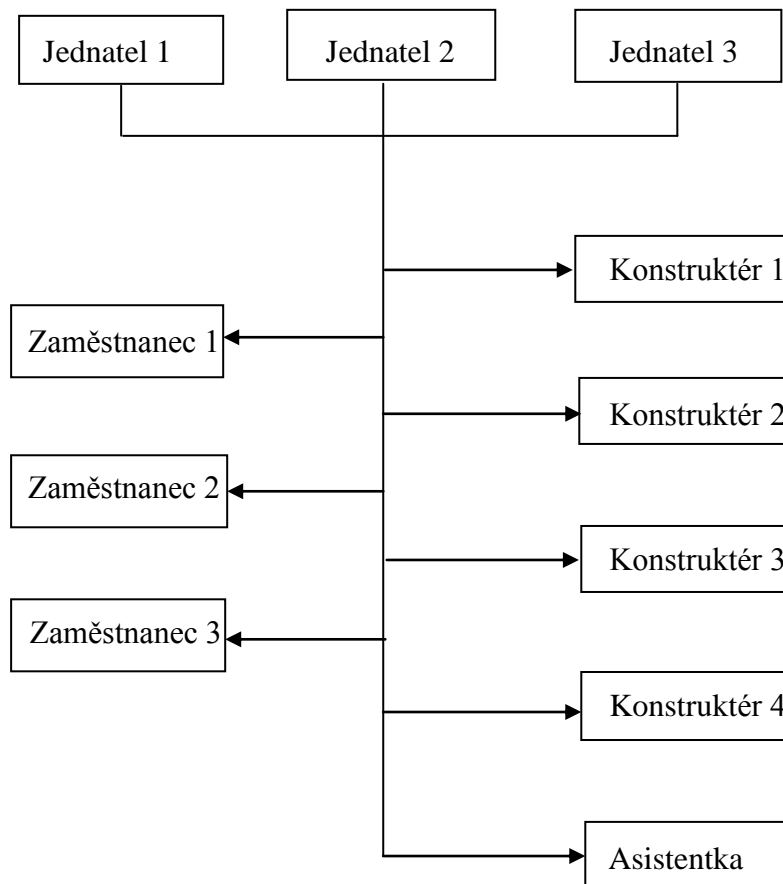 Jednatel 1
Jednatel 2
Jednatel 3
Konstruktér 1
Zaměstnanec 1
Konstruktér 2
Zaměstnanec 2
Konstruktér 3
Zaměstnanec 3
Konstruktér 4
Asistentka